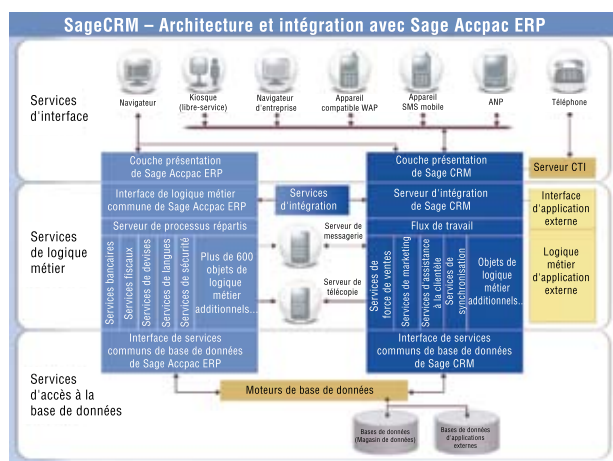 SageCRM – Architecture et intégration avec Sage Accpac ERP
Services
d'interface
Navigateur
Kiosque
(libre-service)
Navigateur
d'entreprise
Appareil
compatible WAP
Appareil
SMS mobile
ANP
Téléphone
Couche présentation
de Sage Accpac ERP
Couche présentation
de Sage CRM
Serveur CTI
Services
de logique
métier
Interface de logique métier
commune de Sage Accpac ERP
Services
d'intégration
Serveur d'intégration
de Sage CRM
Interface
d'application
externe
Serveur de processus répartis
Serveur de
messagerie
Flux de travail
Services bancaires
Services fiscaux
Services de devises
Services de langues
Services de sécurité
Plus de 600
objets de
logique
métier
additionnels...
Serveur de
télécopie
Services de
force de ventes
Services de marketing
Services d'assistance
à la clientèle
Services de
synchronisation
Objets de
logique métier
additionnels...
Logique
métier
d'application
externe
Interface de services
communs de base de données
de Sage Accpac ERP
Interface de services
communs de base de données
de Sage CRM
Services
d'accès à la
base de données
Moteurs de base de données
Bases de données
(Magasin de données)
Bases de données
d'applications
externes